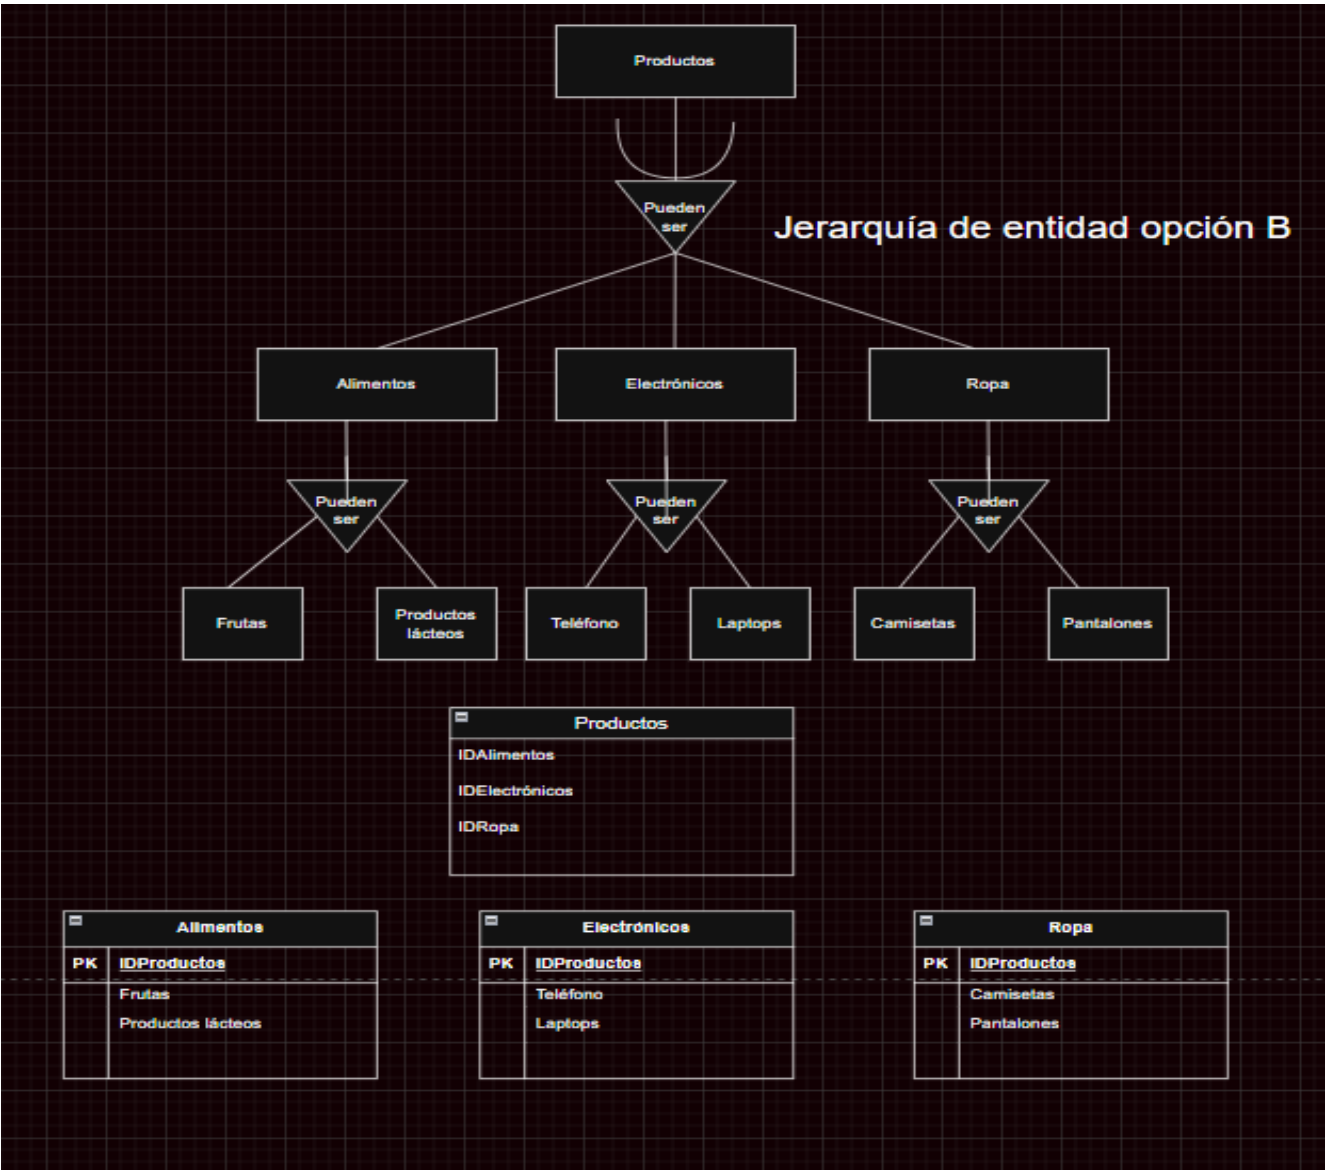 Productos
Pueden
ser
Jerarquía de entidad opción B
Alimentos
Electrónicos
Ropa
Pueden
ser
Pueden
ser
Pueden
ser
Frutas
Productos
lácteos
Teléfono
Laptops
Camisetas
Pantalones
Productos
IDAlimentos
IDElectrónicos
IDRopa
Alimentos
PK IDProductos
Frutas
Productos lácteos
Electrónicos
PK IDProductos
Teléfono
Laptops
Ropa
PK IDProductos
Camisetas
Pantalones